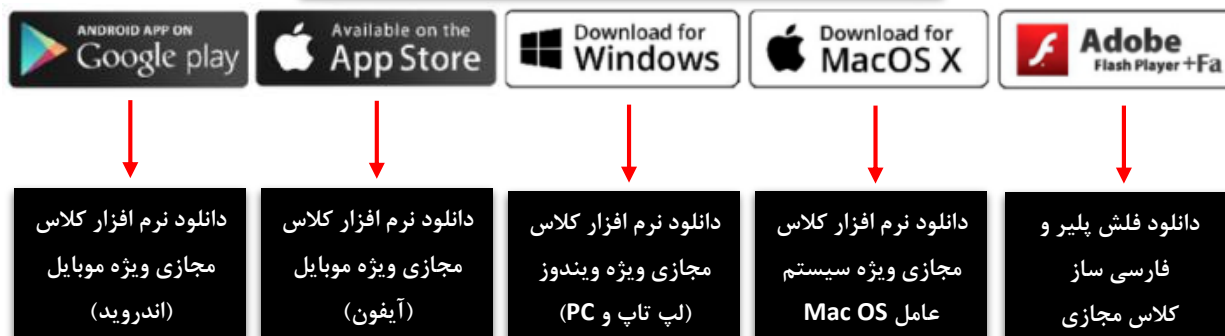 ANDROID APP ON
Google play
Available on the
App Store
Download for
Windows
Download for
MacOS X
Adobe
Flash Player +Fa
دانلود نرم افزار کلاس
مجازی ویژه موبایل
(اندروید)
دانلود نرم افزار کلاس
مجازی ویژه موبایل
(آیفون)
دانلود نرم افزار کلاس
مجازی ویژه ویندوز
(لپ تاپ و PC)
دانلود نرم افزار کلاس
مجازی ویژه سیستم
عامل Mac OS
دانلود فلش پلیر و
فارسی ساز
کلاس مجازی